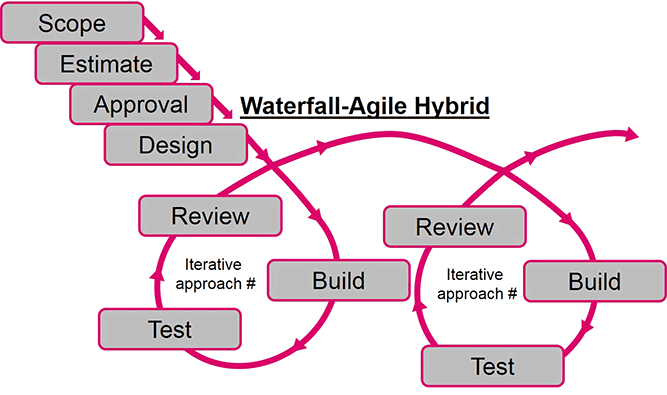 Scope
Estimate
Approval
Design
Waterfall-Agile Hybrid
Review
Iterative
approach #
Build
Test
Review
Iterative
approach #
Build
Test